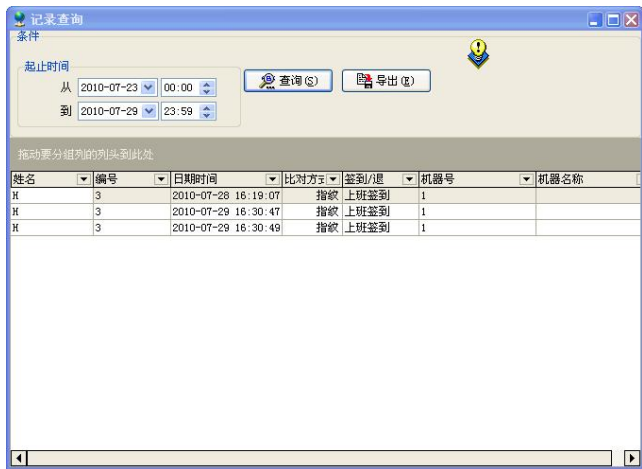 记录查询
条件
起止时间
从 2010-07-23 00:00
到 2010-07-29 23:59
查询(S) 导出(E)
拖动要分组列的列头到此处
姓名 编号 日期时间 比对方式 签到/退 机器号 机器名称
H 3 2010-07-28 16:19:07 指纹 上班签到 1
H 3 2010-07-29 16:30:47 指纹 上班签到 1
H 3 2010-07-29 16:30:49 指纹 上班签到 1